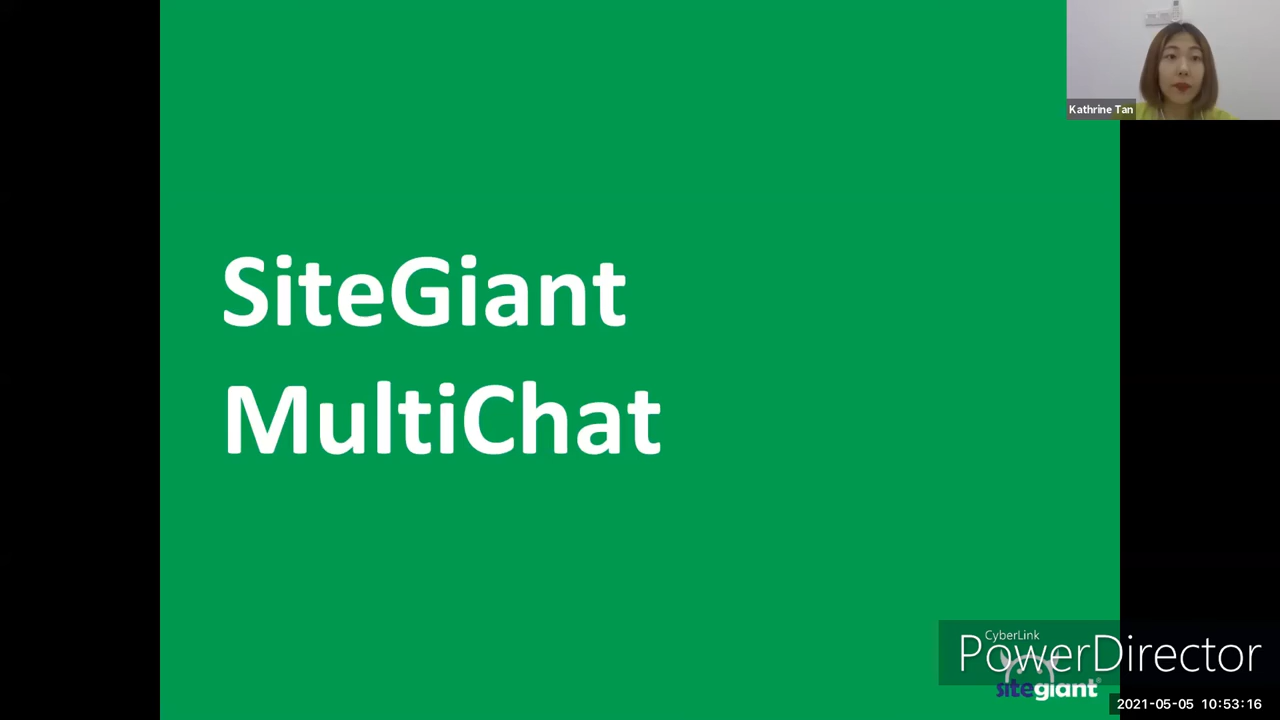 Kathrine Tan
SiteGiant
MultiChat
CyberLink
PowerDirector
sitegiant®
2021-05-05 10:53:16